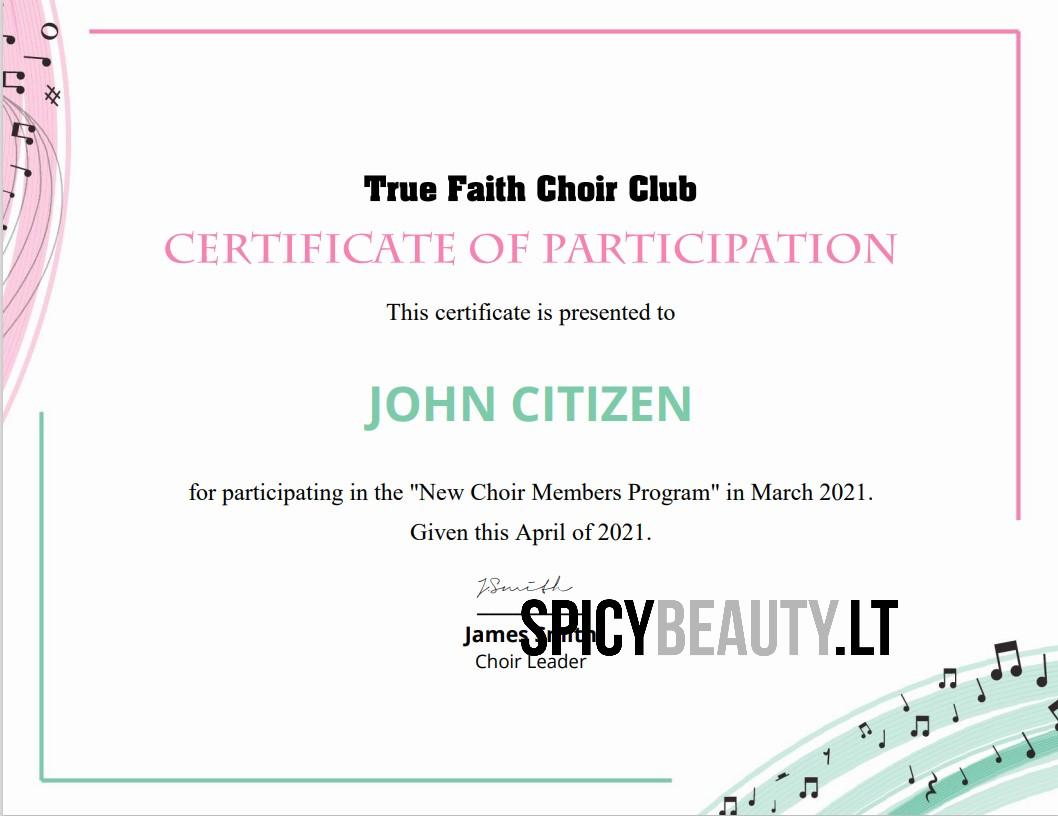 True Faith Choir Club
CERTIFICATE OF PARTICIPATION
This certificate is presented to
JOHN CITIZEN
for participating in the "New Choir Members Program" in March 2021.
Given this April of 2021.
JSmith
SPICYBEAUTY.LT
James Smith
Choir Leader